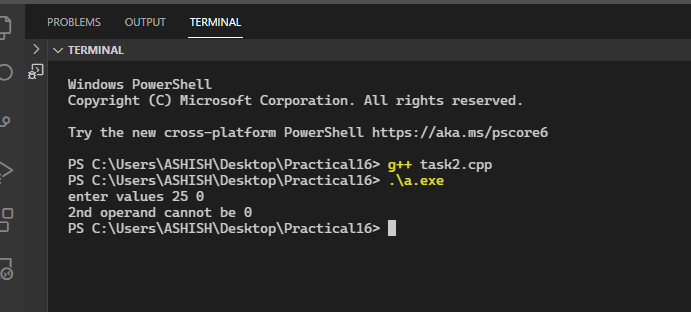 PROBLEMS OUTPUT TERMINAL
TERMINAL
Windows PowerShell
Copyright (C) Microsoft Corporation. All rights reserved.
Try the new cross-platform PowerShell https://aka.ms/pscore6
PS C:\Users\ASHISH\Desktop\Practical16> g++ task2.cpp
PS C:\Users\ASHISH\Desktop\Practical16> .\a.exe
enter values 25 0
2nd operand cannot be 0
PS C:\Users\ASHISH\Desktop\Practical16>